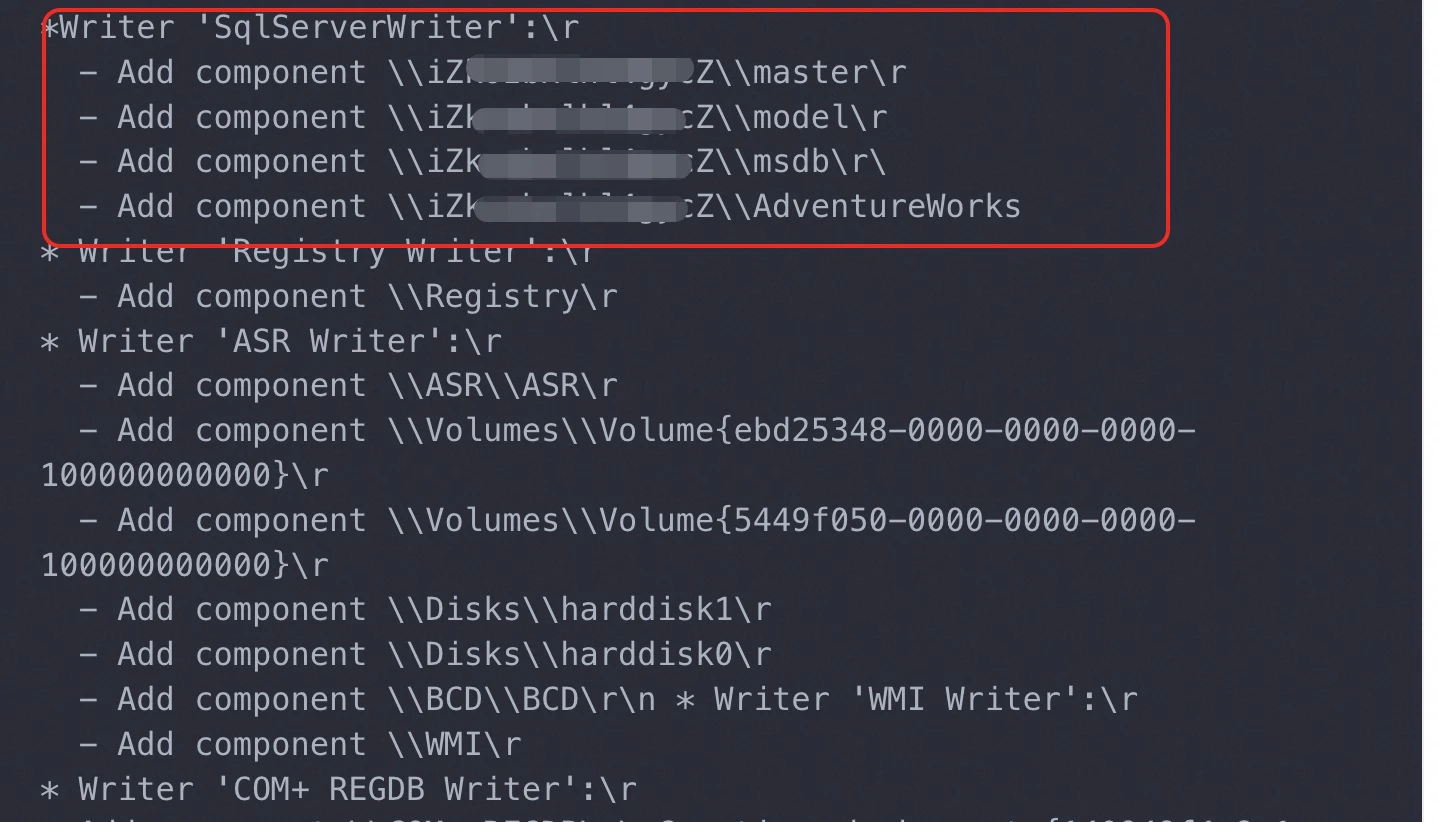 *Writer 'SqlServerWriter':\r
- Add component \\iZ Z\\master\r
- Add component \\iZk cZ\\model\r
- Add component \\iZk cZ\\msdb\r\
- Add component \\iZk cZ\\AdventureWorks
* Writer 'Registry Writer':\r
- Add component \\Registry\r
* Writer 'ASR Writer':\r
- Add component \\ASR\\ASR\r
- Add component \\Volumes\\Volume{ebd25348-0000-0000-0000-
100000000000}\r
- Add component \\Volumes\\Volume{5449f050-0000-0000-0000-
100000000000}\r
- Add component \\Disks\\harddisk1\r
- Add component \\Disks\\harddisk0\r
- Add component \\BCD\\BCD\r\n * Writer 'WMI Writer':\r
- Add component \\WMI\r
* Writer 'COM+ REGDB Writer':\r